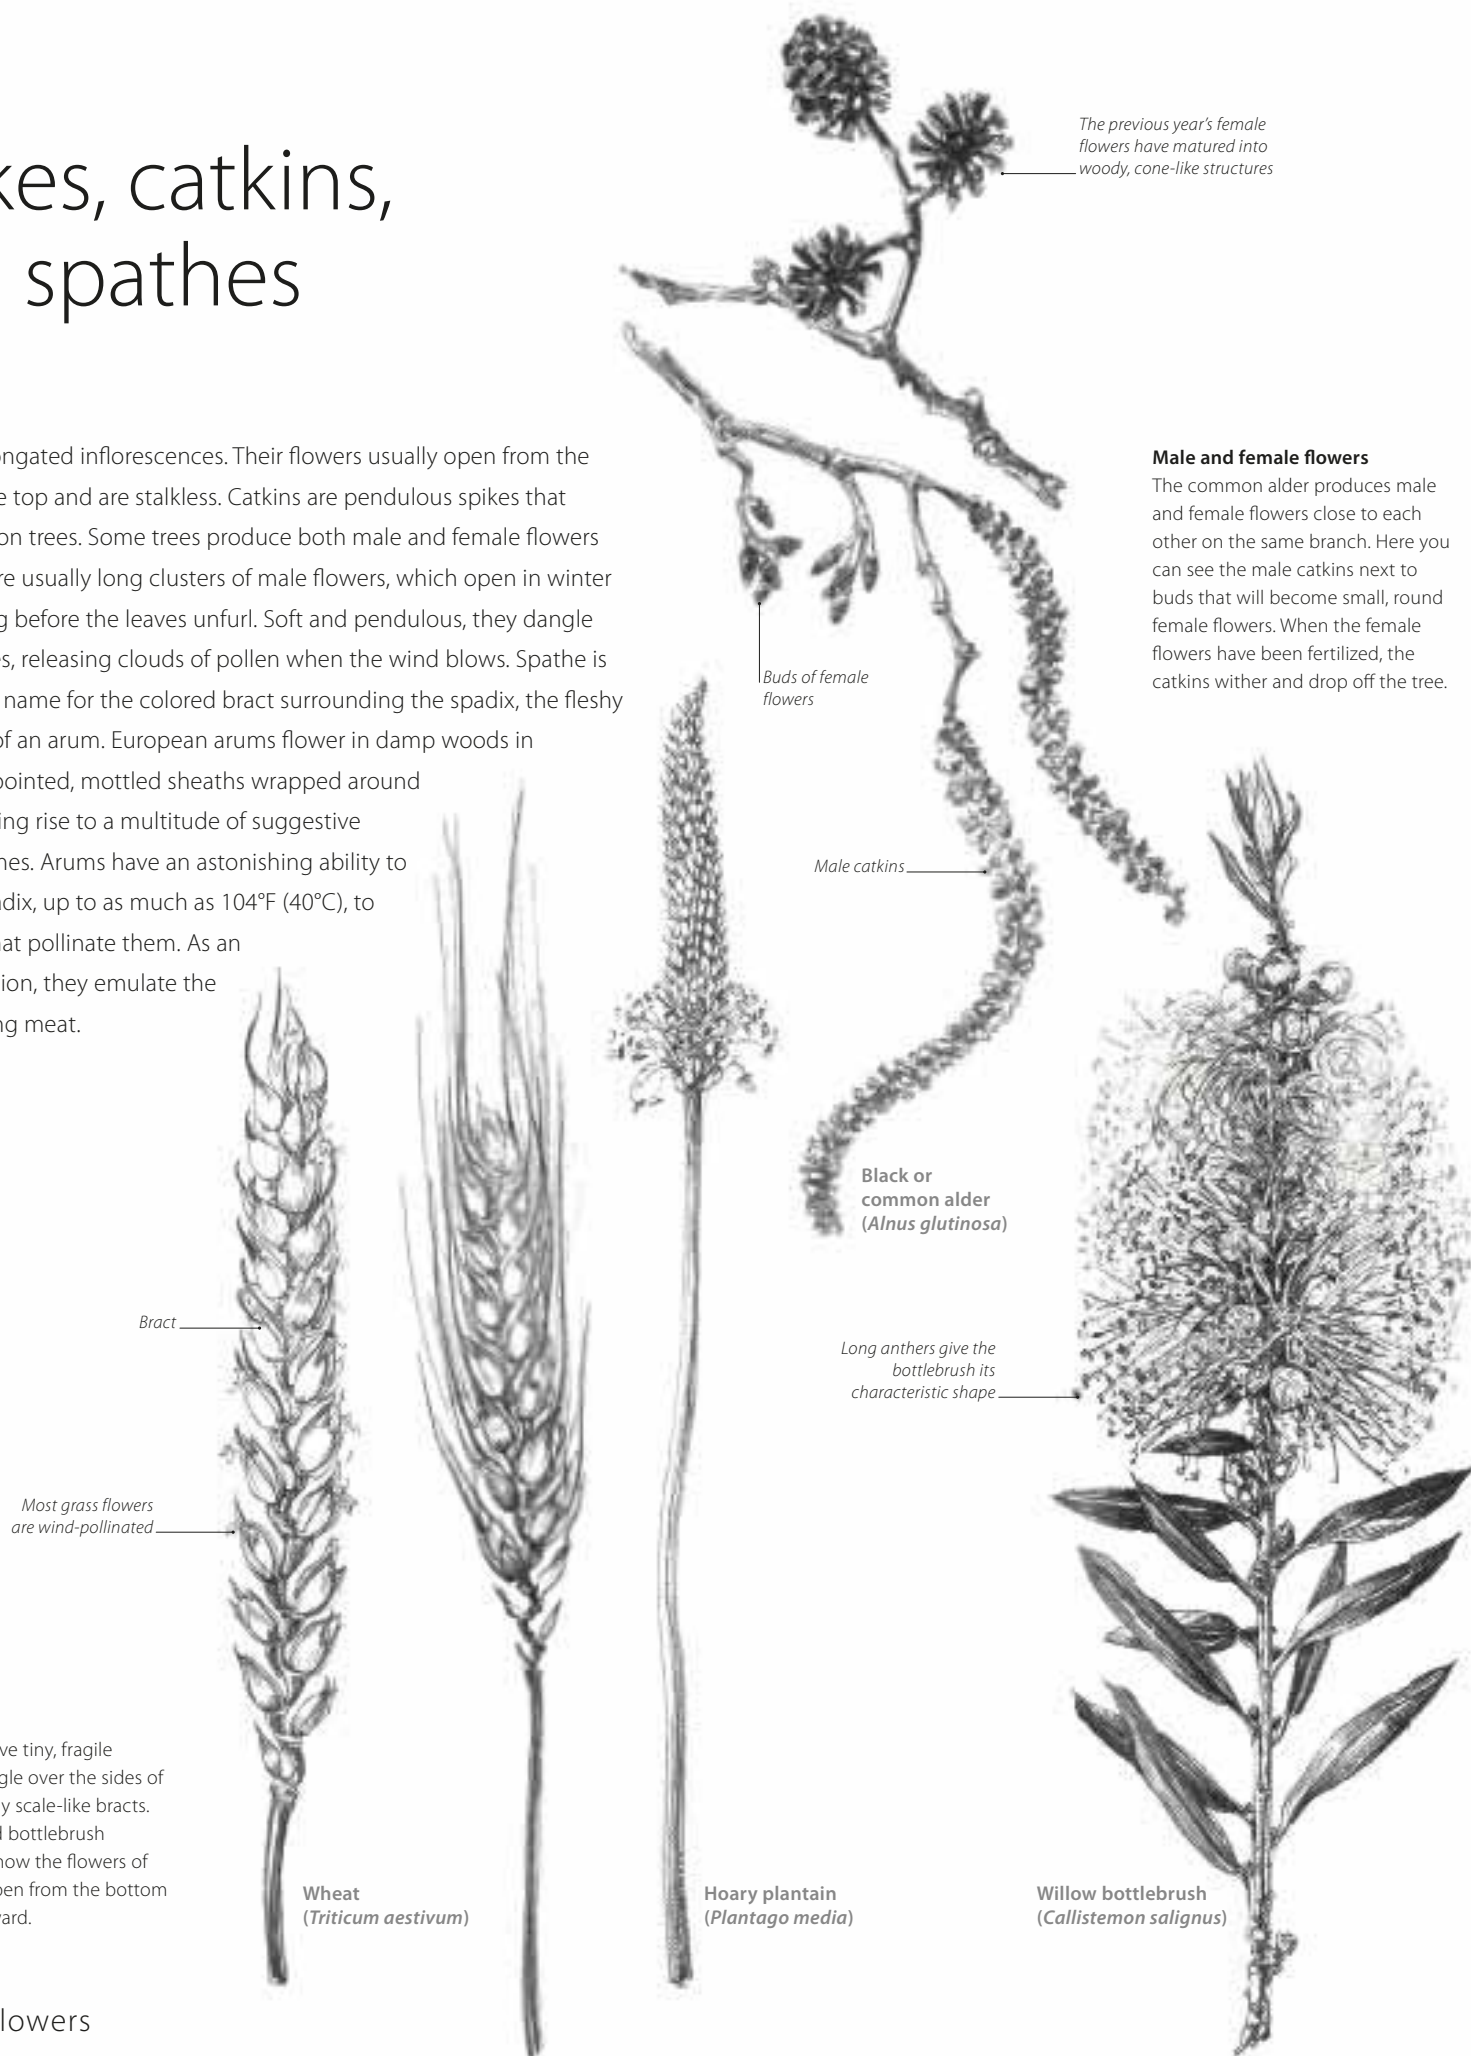 kes, catkins,
spathes
The previous year's female
flowers have matured into
woody, cone-like structures
ngated inflorescences. Their flowers usually open from the
e top and are stalkless. Catkins are pendulous spikes that
on trees. Some trees produce both male and female flowers
re usually long clusters of male flowers, which open in winter
g before the leaves unfurl. Soft and pendulous, they dangle
s, releasing clouds of pollen when the wind blows. Spathe is
name for the colored bract surrounding the spadix, the fleshy
of an arum. European arums flower in damp woods in
pointed, mottled sheaths wrapped around
ing rise to a multitude of suggestive
nes. Arums have an astonishing ability to
dix, up to as much as 104°F (40°C), to
at pollinate them. As an
ion, they emulate the
ng meat.
Male and female flowers
The common alder produces male
and female flowers close to each
other on the same branch. Here you
can see the male catkins next to
buds that will become small, round
female flowers. When the female
flowers have been fertilized, the
catkins wither and drop off the tree.
Buds of female
flowers
Male catkins
Black or
common alder
(Alnus glutinosa)
Bract
Long anthers give the
bottlebrush its
characteristic shape
Most grass flowers
are wind-pollinated
ve tiny, fragile
gle over the sides of
y scale-like bracts.
d bottlebrush
how the flowers of
pen from the bottom
ward.
Wheat
(Triticum aestivum)
Hoary plantain
(Plantago media)
Willow bottlebrush
(Callistemon salignus)
lowers